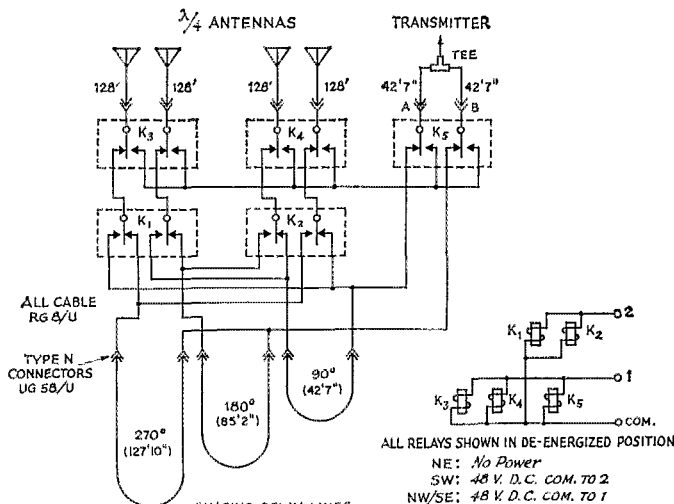 λ/4 ANTENNAS
TRANSMITTER
TEE
128'
128'
128'
128'
42'7"
42'7"
A
B
K3
K4
K5
K1
K2
ALL CABLE
RG 8/U
TYPE N
CONNECTORS
UG 58/U
270°
(127'10")
180°
(85'2")
90°
(42'7")
K1
K2
2
K3
K4
K5
1
COM.
ALL RELAYS SHOWN IN DE-ENERGIZED POSITION
NE: No Power
SW: 48 V. D.C. COM. TO 2
NW/SE: 48 V. D.C. COM. TO 1